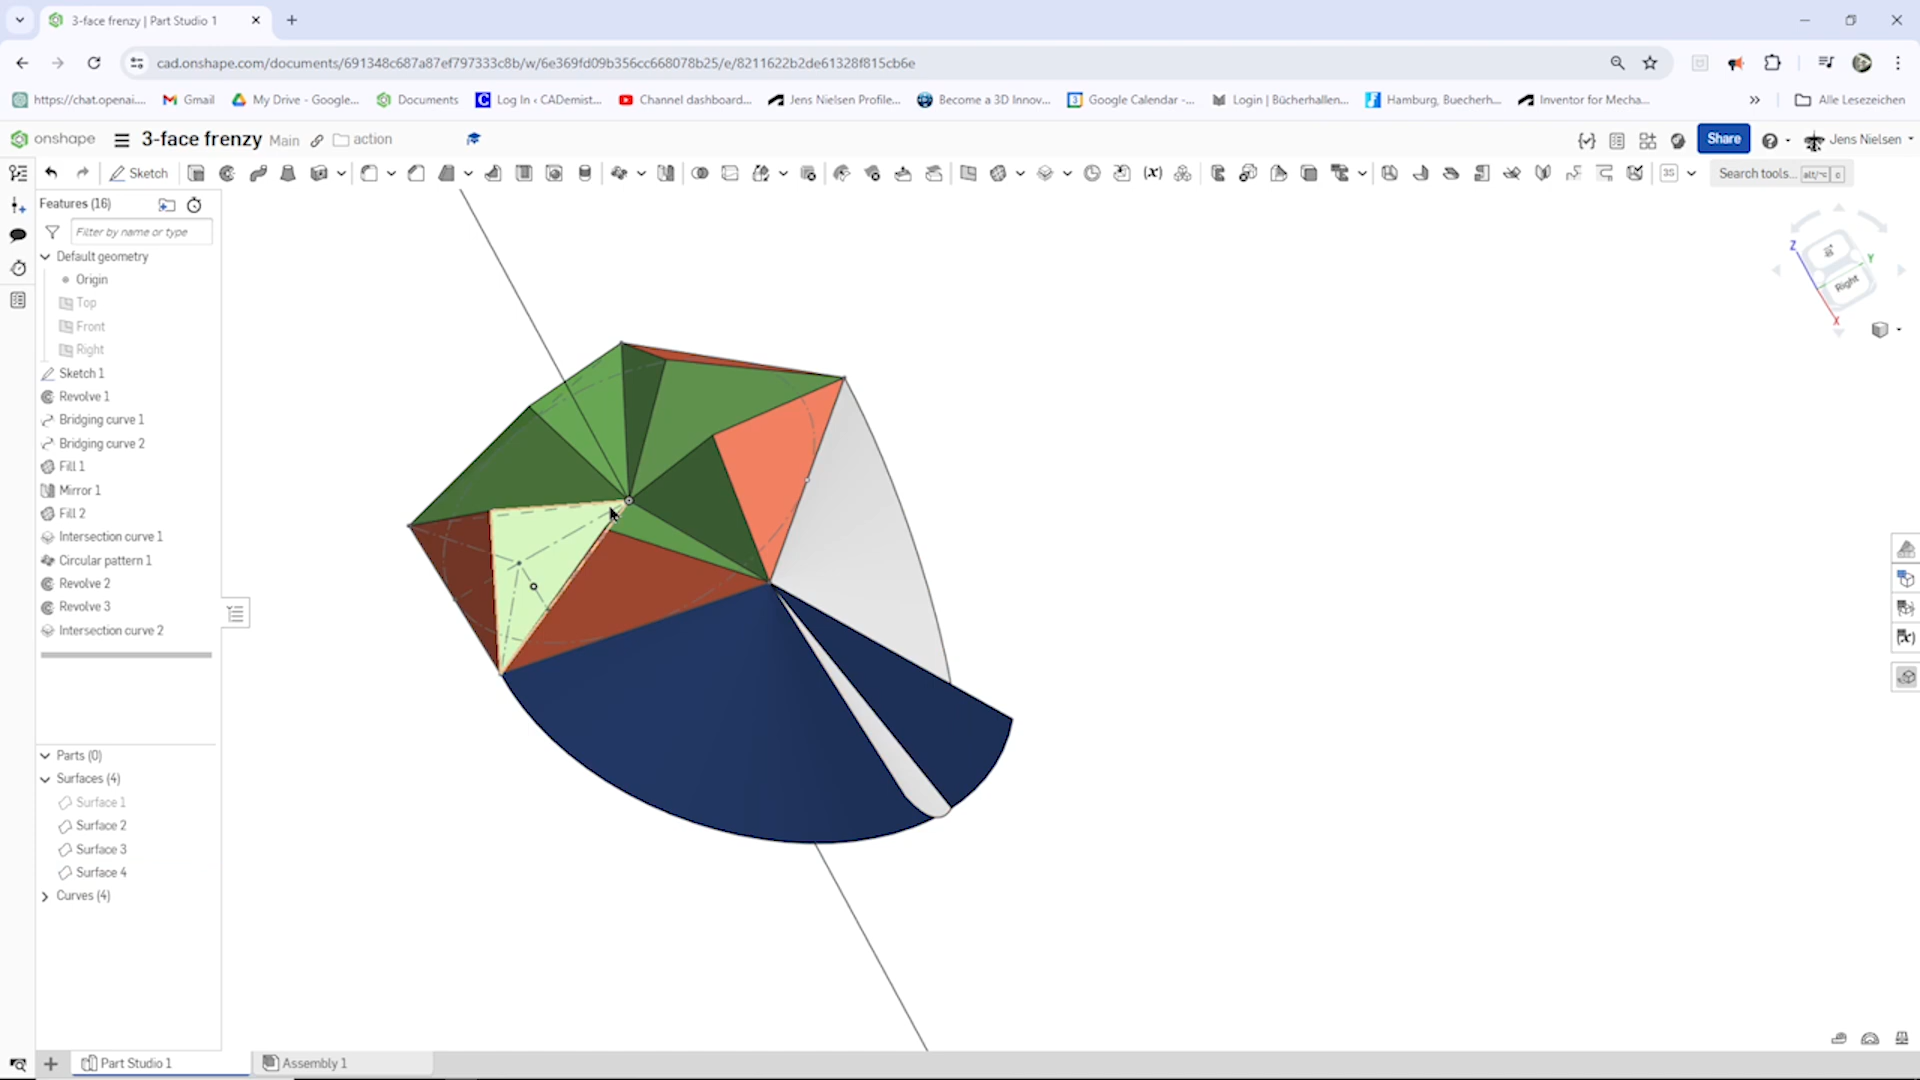 3-face frenzy | Part Studio 1
cad.onshape.com/documents/691348c687a87ef797333c8b/w/6e369fd09b356cc668078b25/e/8211622b2de61328f815cb6e
https://chat.openai.... Gmail My Drive - Google... Documents Log In ‹ CADemist... Channel dashboard... Jens Nielsen Profile... Become a 3D Innov... Google Calendar -... Login | Bücherhallen... Hamburg, Buecherh... Inventor for Mecha... » Alle Lesezeichen
onshape 3-face frenzy Main action Share Jens Nielsen
Sketch Search tools... alt/⌥ c
Features (16)
Filter by name or type
Default geometry
Origin
Top
Front
Right
Sketch 1
Revolve 1
Bridging curve 1
Bridging curve 2
Fill 1
Mirror 1
Fill 2
Intersection curve 1
Circular pattern 1
Revolve 2
Revolve 3
Intersection curve 2
Parts (0)
Surfaces (4)
Surface 1
Surface 2
Surface 3
Surface 4
Curves (4)
Z
Y
Right
X
Part Studio 1 Assembly 1